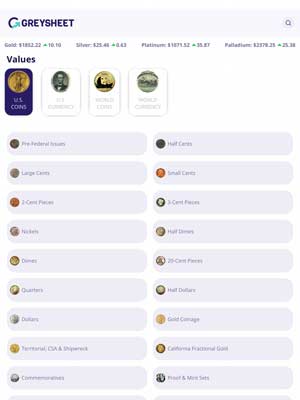 GREYSHEET
Gold: $1852.22 ▲10.10 Silver: $25.46 ▲0.63 Platinum: $1071.52 ▲35.87 Palladium: $2378.25 ▲25.38
Values
U.S. COINS
U.S. CURRENCY
WORLD COINS
WORLD CURRENCY
Pre-Federal Issues
Half Cents
Large Cents
Small Cents
2-Cent Pieces
3-Cent Pieces
Nickels
Half Dimes
Dimes
20-Cent Pieces
Quarters
Half Dollars
Dollars
Gold Coinage
Territorial, CSA & Shipwreck
California Fractional Gold
Commemoratives
Proof & Mint Sets